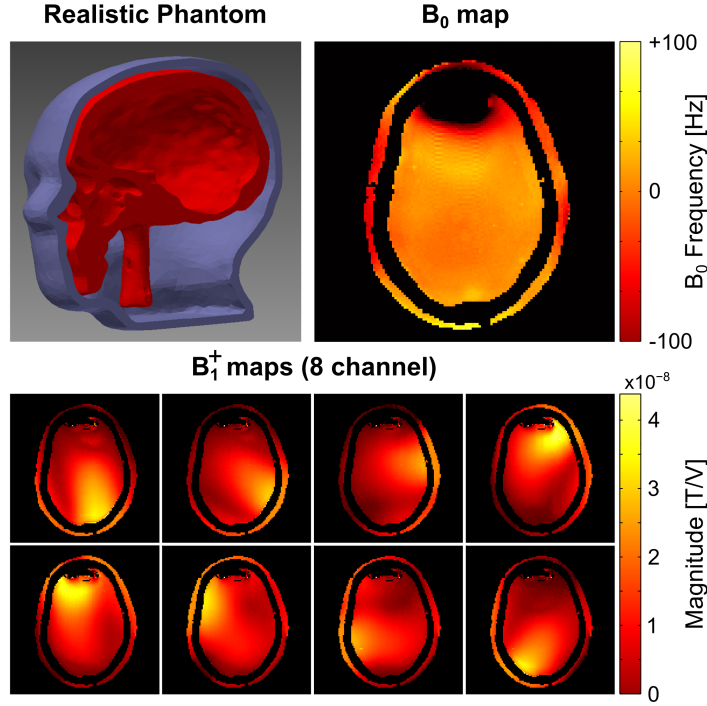 Realistic Phantom
B₀ map
+100
0
-100
B₀ Frequency [Hz]
B₁⁺ maps (8 channel)
x10⁻⁸
4
3
2
1
0
Magnitude [T/V]